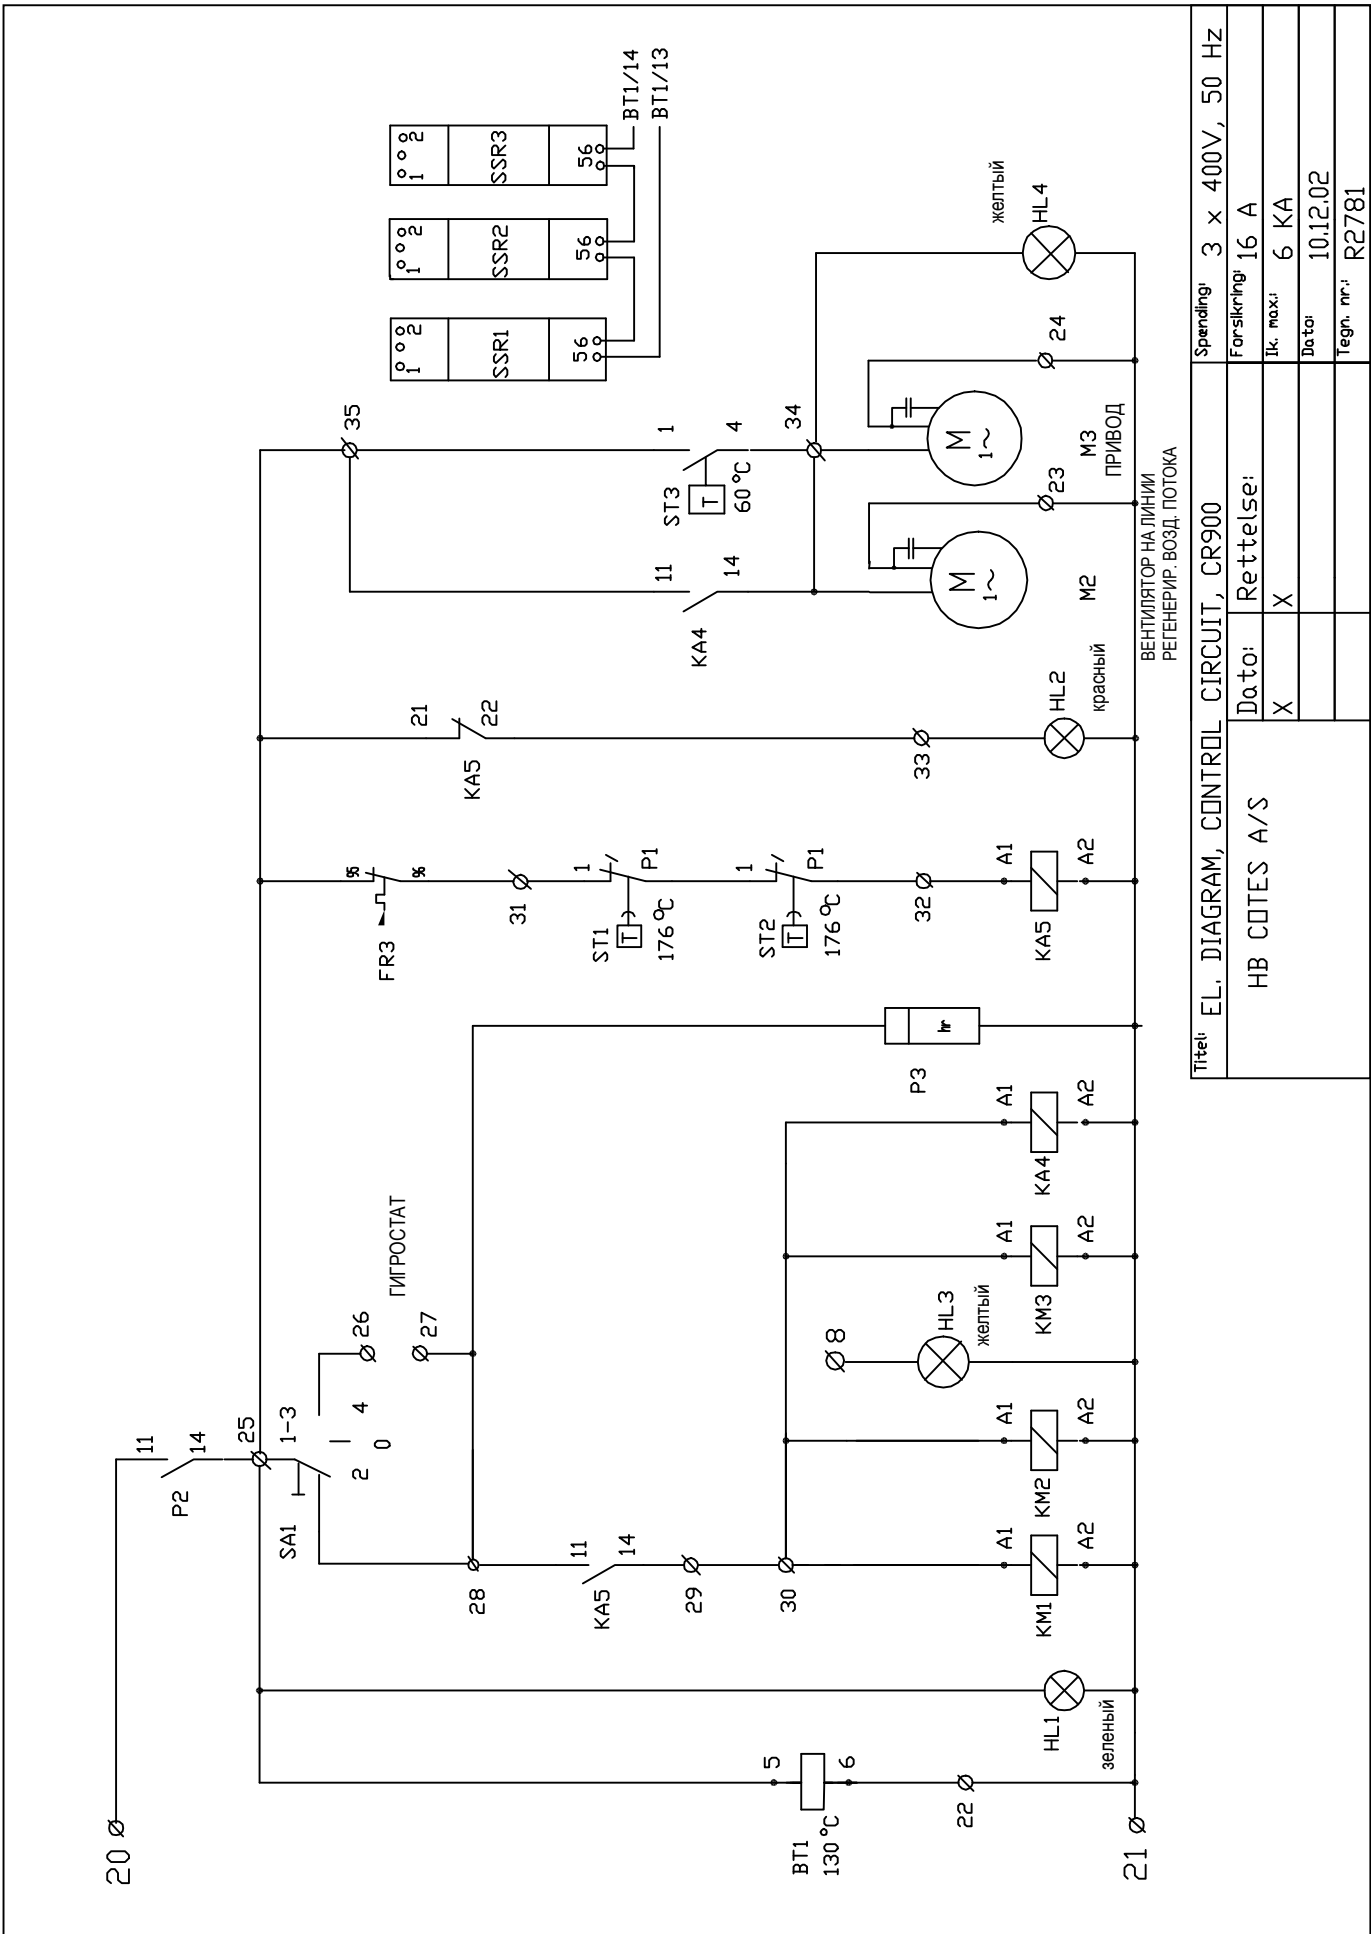 20
11
14
P2
25
1-3
SA1
2
0
4
26
27
ГИГРОСТАТ
28
11
14
KA5
29
30
5
6
BT1
130 °C
22
21
HL1
зеленый
A1
A2
KM1
A1
A2
KM2
8
HL3
желтый
A1
A2
KM3
A1
A2
KA4
P3
hr
95
96
FR3
31
1
P1
ST1
T
176 °C
1
P1
ST2
T
176 °C
32
A1
A2
KA5
21
22
KA5
33
HL2
красный
35
11
14
KA4
1
4
ST3
T
60 °C
34
M
1~
M2
ВЕНТИЛЯТОР НА ЛИНИИ
РЕГЕНЕРИР. ВОЗД. ПОТОКА
23
M
1~
M3
ПРИВОД
24
HL4
желтый
1 2
SSR1
56
1 2
SSR2
56
1 2
SSR3
56
BT1/14
BT1/13
Titel: EL. DIAGRAM, CONTROL CIRCUIT, CR900
HB COTES A/S
Dato: Rettelse:
X X
Spending: 3 x 400V, 50 Hz
Forsikring: 16 A
Ik. max.: 6 KA
Dato: 10.12.02
Tegn. nr.: R2781